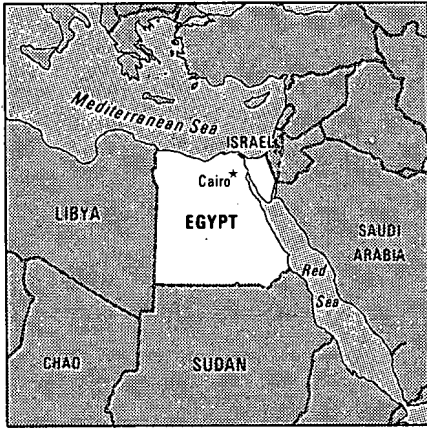 Mediterranean Sea
ISRAEL
Cairo
LIBYA
EGYPT
SAUDI
ARABIA
Red
Sea
CHAD
SUDAN